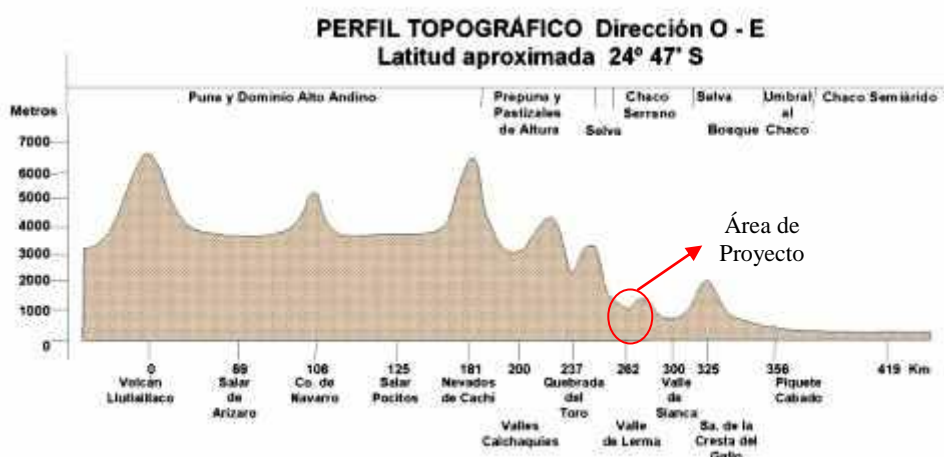 PERFIL TOPOGRÁFICO Dirección O - E
Latitud aproximada 24º 47' S
Puna y Dominio Alto Andino
Prepuna y
Pastizales
de Altura
Selva
Chaco
Serrano
Selva
Bosque
Umbral
al
Chaco
Chaco Semiárido
Metros
7000
6000
5000
4000
3000
2000
1000
0
Área de
Proyecto
0
69
106
125
181
200
237
262
300
325
356
419 Km
Volcán
Llullaillaco
Salar
de
Arizaro
Co. de
Navarro
Salar
Pocitos
Nevados
de Cachi
Valles
Calchaquíes
Quebrada
del
Toro
Valle
de Lerma
Valle
de
Sianca
Sa. de la
Cresta del
Gallo
Piquete
Cabado